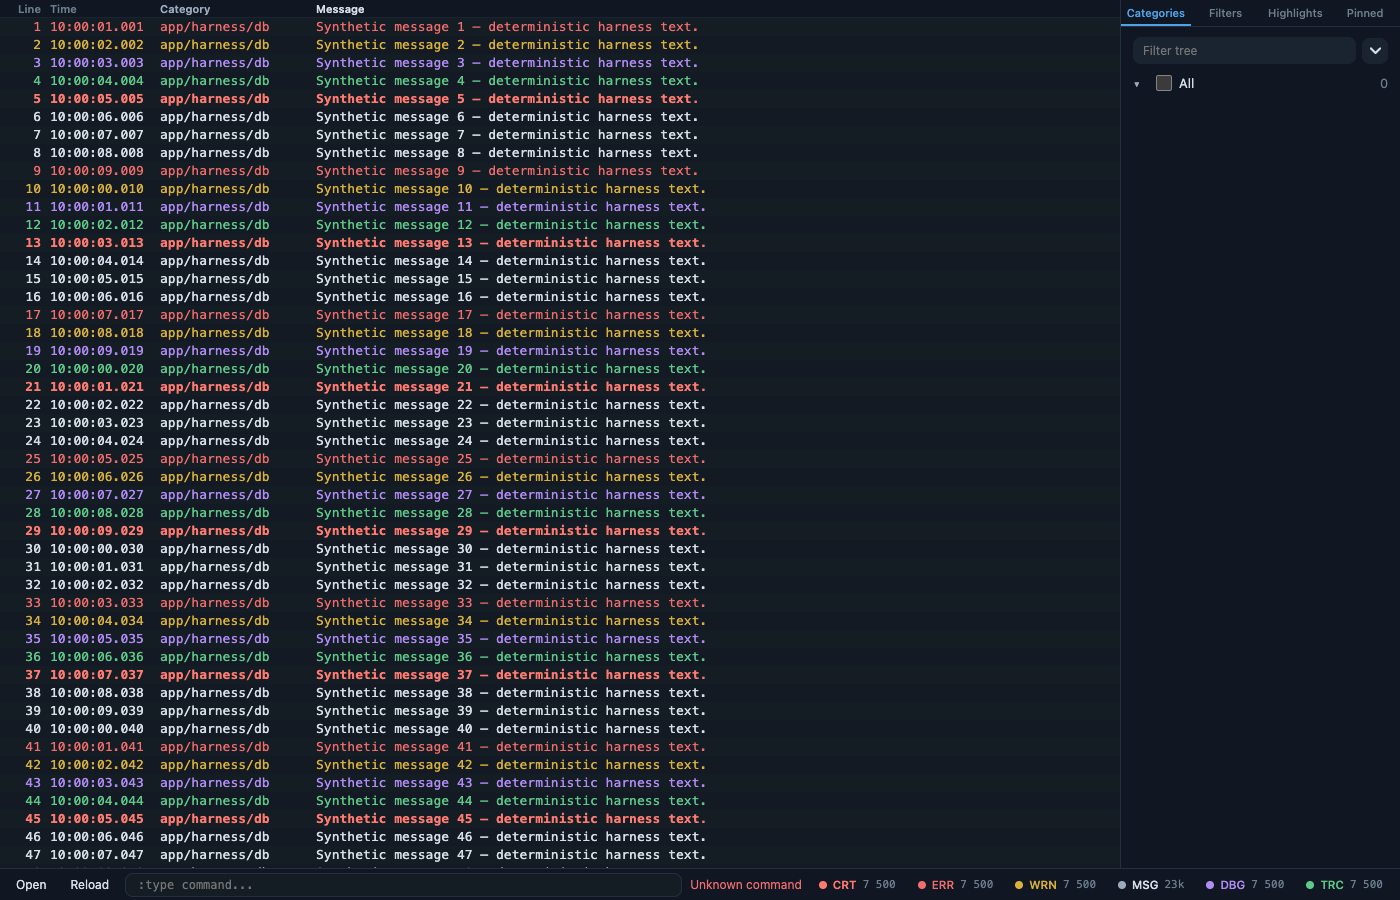 Line Time Category Message
1 10:00:01.001 app/harness/db Synthetic message 1 — deterministic harness text.
2 10:00:02.002 app/harness/db Synthetic message 2 — deterministic harness text.
3 10:00:03.003 app/harness/db Synthetic message 3 — deterministic harness text.
4 10:00:04.004 app/harness/db Synthetic message 4 — deterministic harness text.
5 10:00:05.005 app/harness/db Synthetic message 5 — deterministic harness text.
6 10:00:06.006 app/harness/db Synthetic message 6 — deterministic harness text.
7 10:00:07.007 app/harness/db Synthetic message 7 — deterministic harness text.
8 10:00:08.008 app/harness/db Synthetic message 8 — deterministic harness text.
9 10:00:09.009 app/harness/db Synthetic message 9 — deterministic harness text.
10 10:00:00.010 app/harness/db Synthetic message 10 — deterministic harness text.
11 10:00:01.011 app/harness/db Synthetic message 11 — deterministic harness text.
12 10:00:02.012 app/harness/db Synthetic message 12 — deterministic harness text.
13 10:00:03.013 app/harness/db Synthetic message 13 — deterministic harness text.
14 10:00:04.014 app/harness/db Synthetic message 14 — deterministic harness text.
15 10:00:05.015 app/harness/db Synthetic message 15 — deterministic harness text.
16 10:00:06.016 app/harness/db Synthetic message 16 — deterministic harness text.
17 10:00:07.017 app/harness/db Synthetic message 17 — deterministic harness text.
18 10:00:08.018 app/harness/db Synthetic message 18 — deterministic harness text.
19 10:00:09.019 app/harness/db Synthetic message 19 — deterministic harness text.
20 10:00:00.020 app/harness/db Synthetic message 20 — deterministic harness text.
21 10:00:01.021 app/harness/db Synthetic message 21 — deterministic harness text.
22 10:00:02.022 app/harness/db Synthetic message 22 — deterministic harness text.
23 10:00:03.023 app/harness/db Synthetic message 23 — deterministic harness text.
24 10:00:04.024 app/harness/db Synthetic message 24 — deterministic harness text.
25 10:00:05.025 app/harness/db Synthetic message 25 — deterministic harness text.
26 10:00:06.026 app/harness/db Synthetic message 26 — deterministic harness text.
27 10:00:07.027 app/harness/db Synthetic message 27 — deterministic harness text.
28 10:00:08.028 app/harness/db Synthetic message 28 — deterministic harness text.
29 10:00:09.029 app/harness/db Synthetic message 29 — deterministic harness text.
30 10:00:00.030 app/harness/db Synthetic message 30 — deterministic harness text.
31 10:00:01.031 app/harness/db Synthetic message 31 — deterministic harness text.
32 10:00:02.032 app/harness/db Synthetic message 32 — deterministic harness text.
33 10:00:03.033 app/harness/db Synthetic message 33 — deterministic harness text.
34 10:00:04.034 app/harness/db Synthetic message 34 — deterministic harness text.
35 10:00:05.035 app/harness/db Synthetic message 35 — deterministic harness text.
36 10:00:06.036 app/harness/db Synthetic message 36 — deterministic harness text.
37 10:00:07.037 app/harness/db Synthetic message 37 — deterministic harness text.
38 10:00:08.038 app/harness/db Synthetic message 38 — deterministic harness text.
39 10:00:09.039 app/harness/db Synthetic message 39 — deterministic harness text.
40 10:00:00.040 app/harness/db Synthetic message 40 — deterministic harness text.
41 10:00:01.041 app/harness/db Synthetic message 41 — deterministic harness text.
42 10:00:02.042 app/harness/db Synthetic message 42 — deterministic harness text.
43 10:00:03.043 app/harness/db Synthetic message 43 — deterministic harness text.
44 10:00:04.044 app/harness/db Synthetic message 44 — deterministic harness text.
45 10:00:05.045 app/harness/db Synthetic message 45 — deterministic harness text.
46 10:00:06.046 app/harness/db Synthetic message 46 — deterministic harness text.
47 10:00:07.047 app/harness/db Synthetic message 47 — deterministic harness text.
Categories Filters Highlights Pinned
Filter tree
All 0
Open Reload :type command... Unknown command CRT 7 500 ERR 7 500 WRN 7 500 MSG 23k DBG 7 500 TRC 7 500